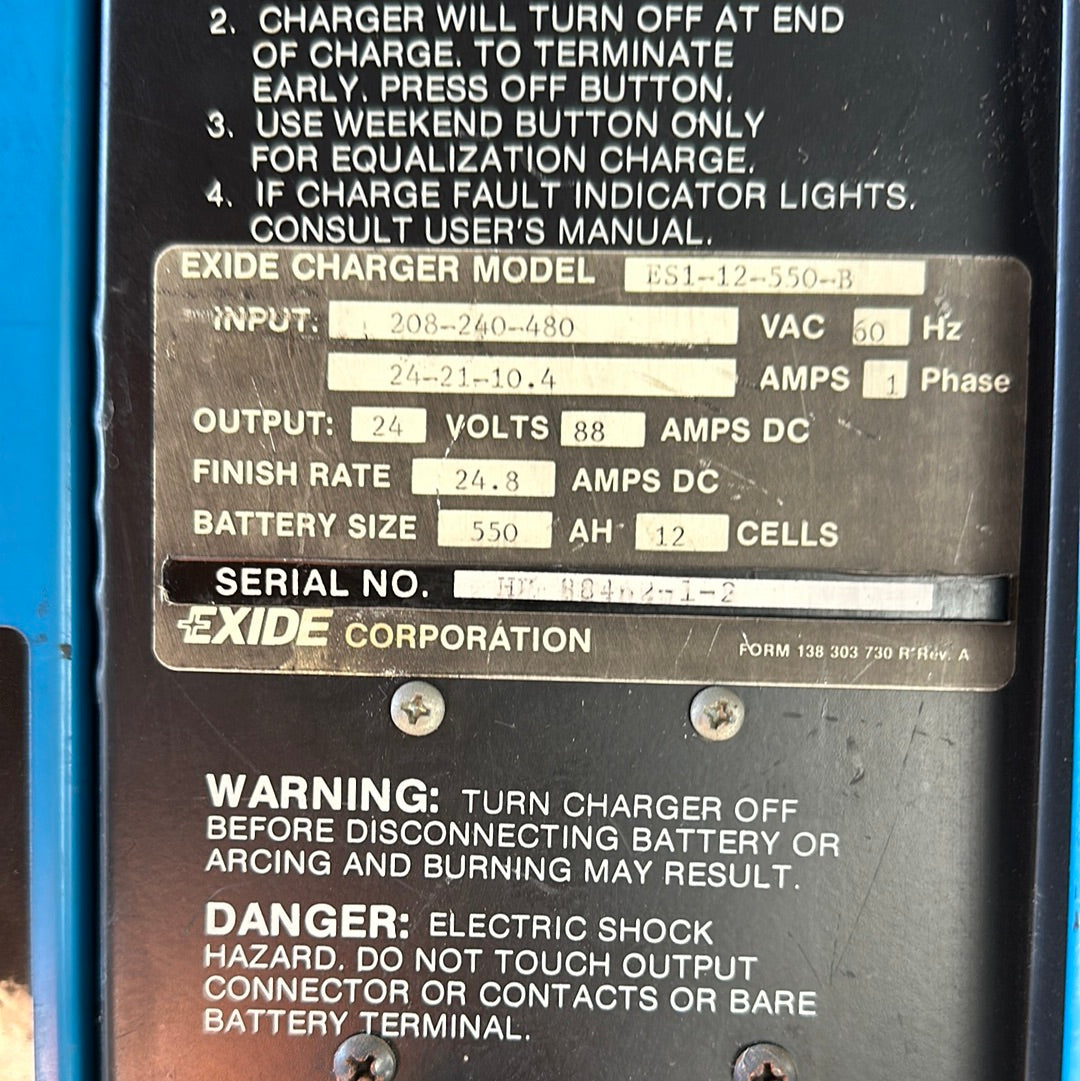 2. CHARGER WILL TURN OFF AT END
OF CHARGE. TO TERMINATE
EARLY, PRESS OFF BUTTON.
3. USE WEEKEND BUTTON ONLY
FOR EQUALIZATION CHARGE.
4. IF CHARGE FAULT INDICATOR LIGHTS,
CONSULT USER'S MANUAL.
EXIDE CHARGER MODEL ES1-12-550-B
INPUT: 208-240-480 VAC 60 Hz
24-21-10.4 AMPS 1 Phase
OUTPUT: 24 VOLTS 88 AMPS DC
FINISH RATE 24.8 AMPS DC
BATTERY SIZE 550 AH 12 CELLS
SERIAL NO.
EXIDE CORPORATION FORM 138 303 730 R Rev. A
WARNING: TURN CHARGER OFF
BEFORE DISCONNECTING BATTERY OR
ARCING AND BURNING MAY RESULT.
DANGER: ELECTRIC SHOCK
HAZARD. DO NOT TOUCH OUTPUT
CONNECTOR OR CONTACTS OR BARE
BATTERY TERMINAL.